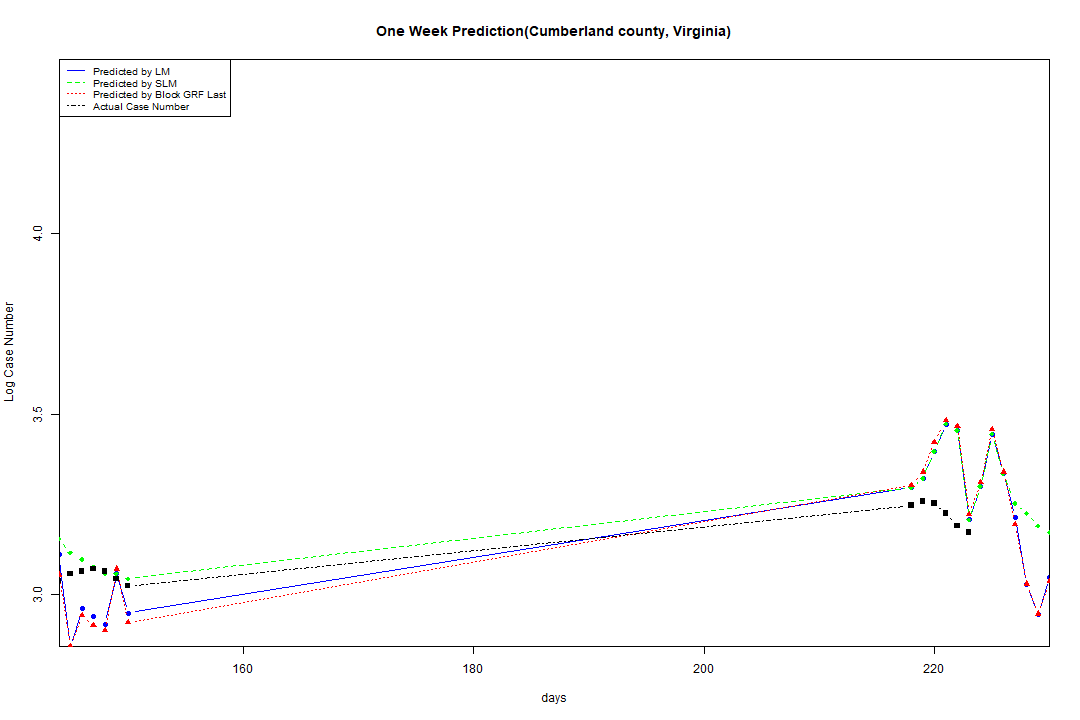 One Week Prediction(Cumberland county, Virginia)
Predicted by LM
Predicted by SLM
Predicted by Block GRF Last
Actual Case Number
4.0
3.5
3.0
Log Case Number
160 180 200 220
days